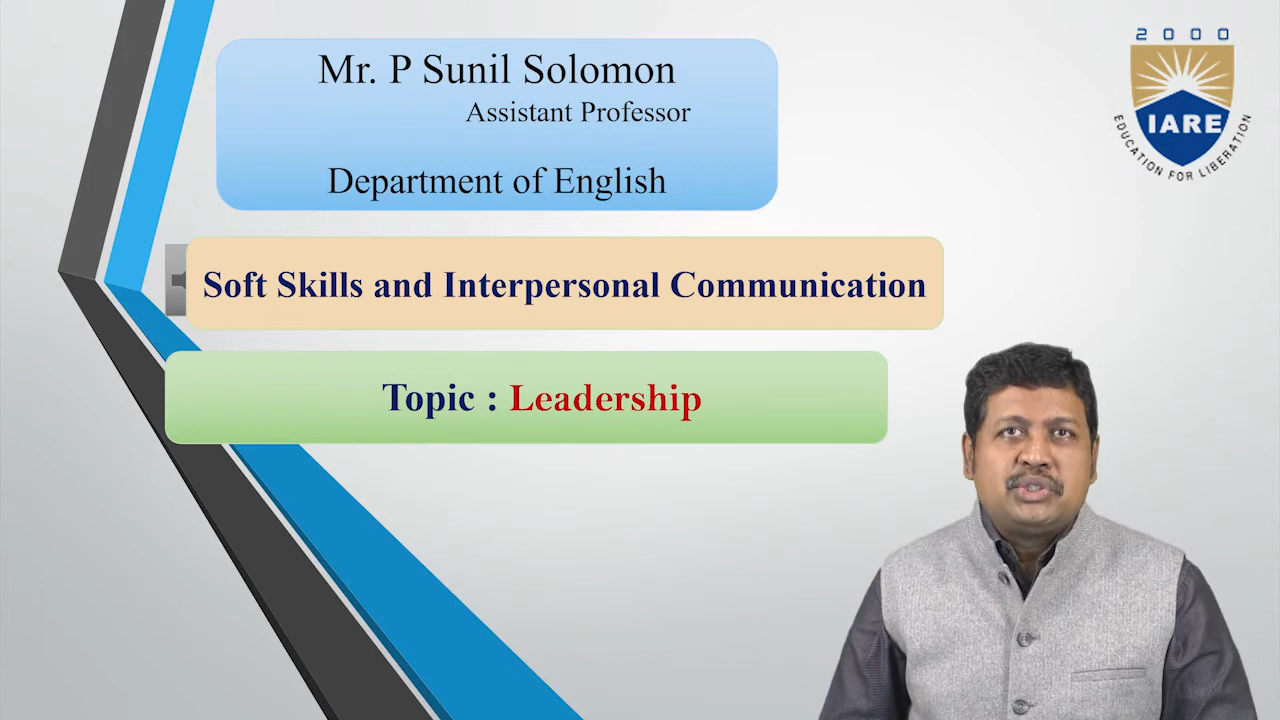 Mr. P Sunil Solomon
Assistant Professor
Department of English
2000
IARE
EDUCATION FOR LIBERATION
Soft Skills and Interpersonal Communication
Topic : Leadership